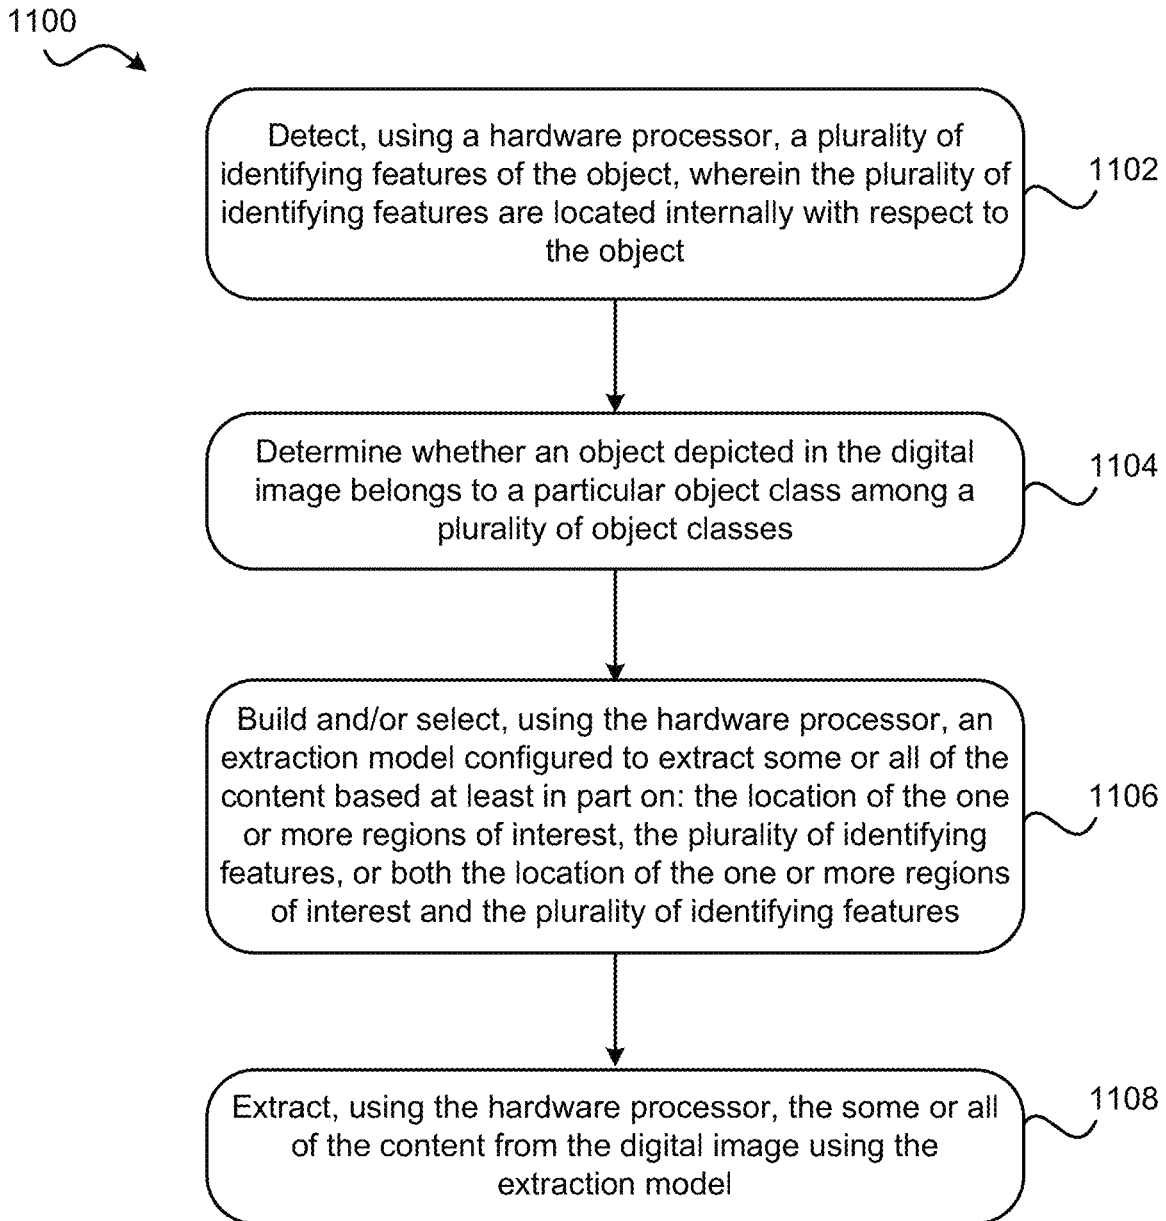 1100
Detect, using a hardware processor, a plurality of
identifying features of the object, wherein the plurality of
identifying features are located internally with respect to
the object
1102
Determine whether an object depicted in the digital
image belongs to a particular object class among a
plurality of object classes
1104
Build and/or select, using the hardware processor, an
extraction model configured to extract some or all of the
content based at least in part on: the location of the one
or more regions of interest, the plurality of identifying
features, or both the location of the one or more regions
of interest and the plurality of identifying features
1106
Extract, using the hardware processor, the some or all
of the content from the digital image using the
extraction model
1108